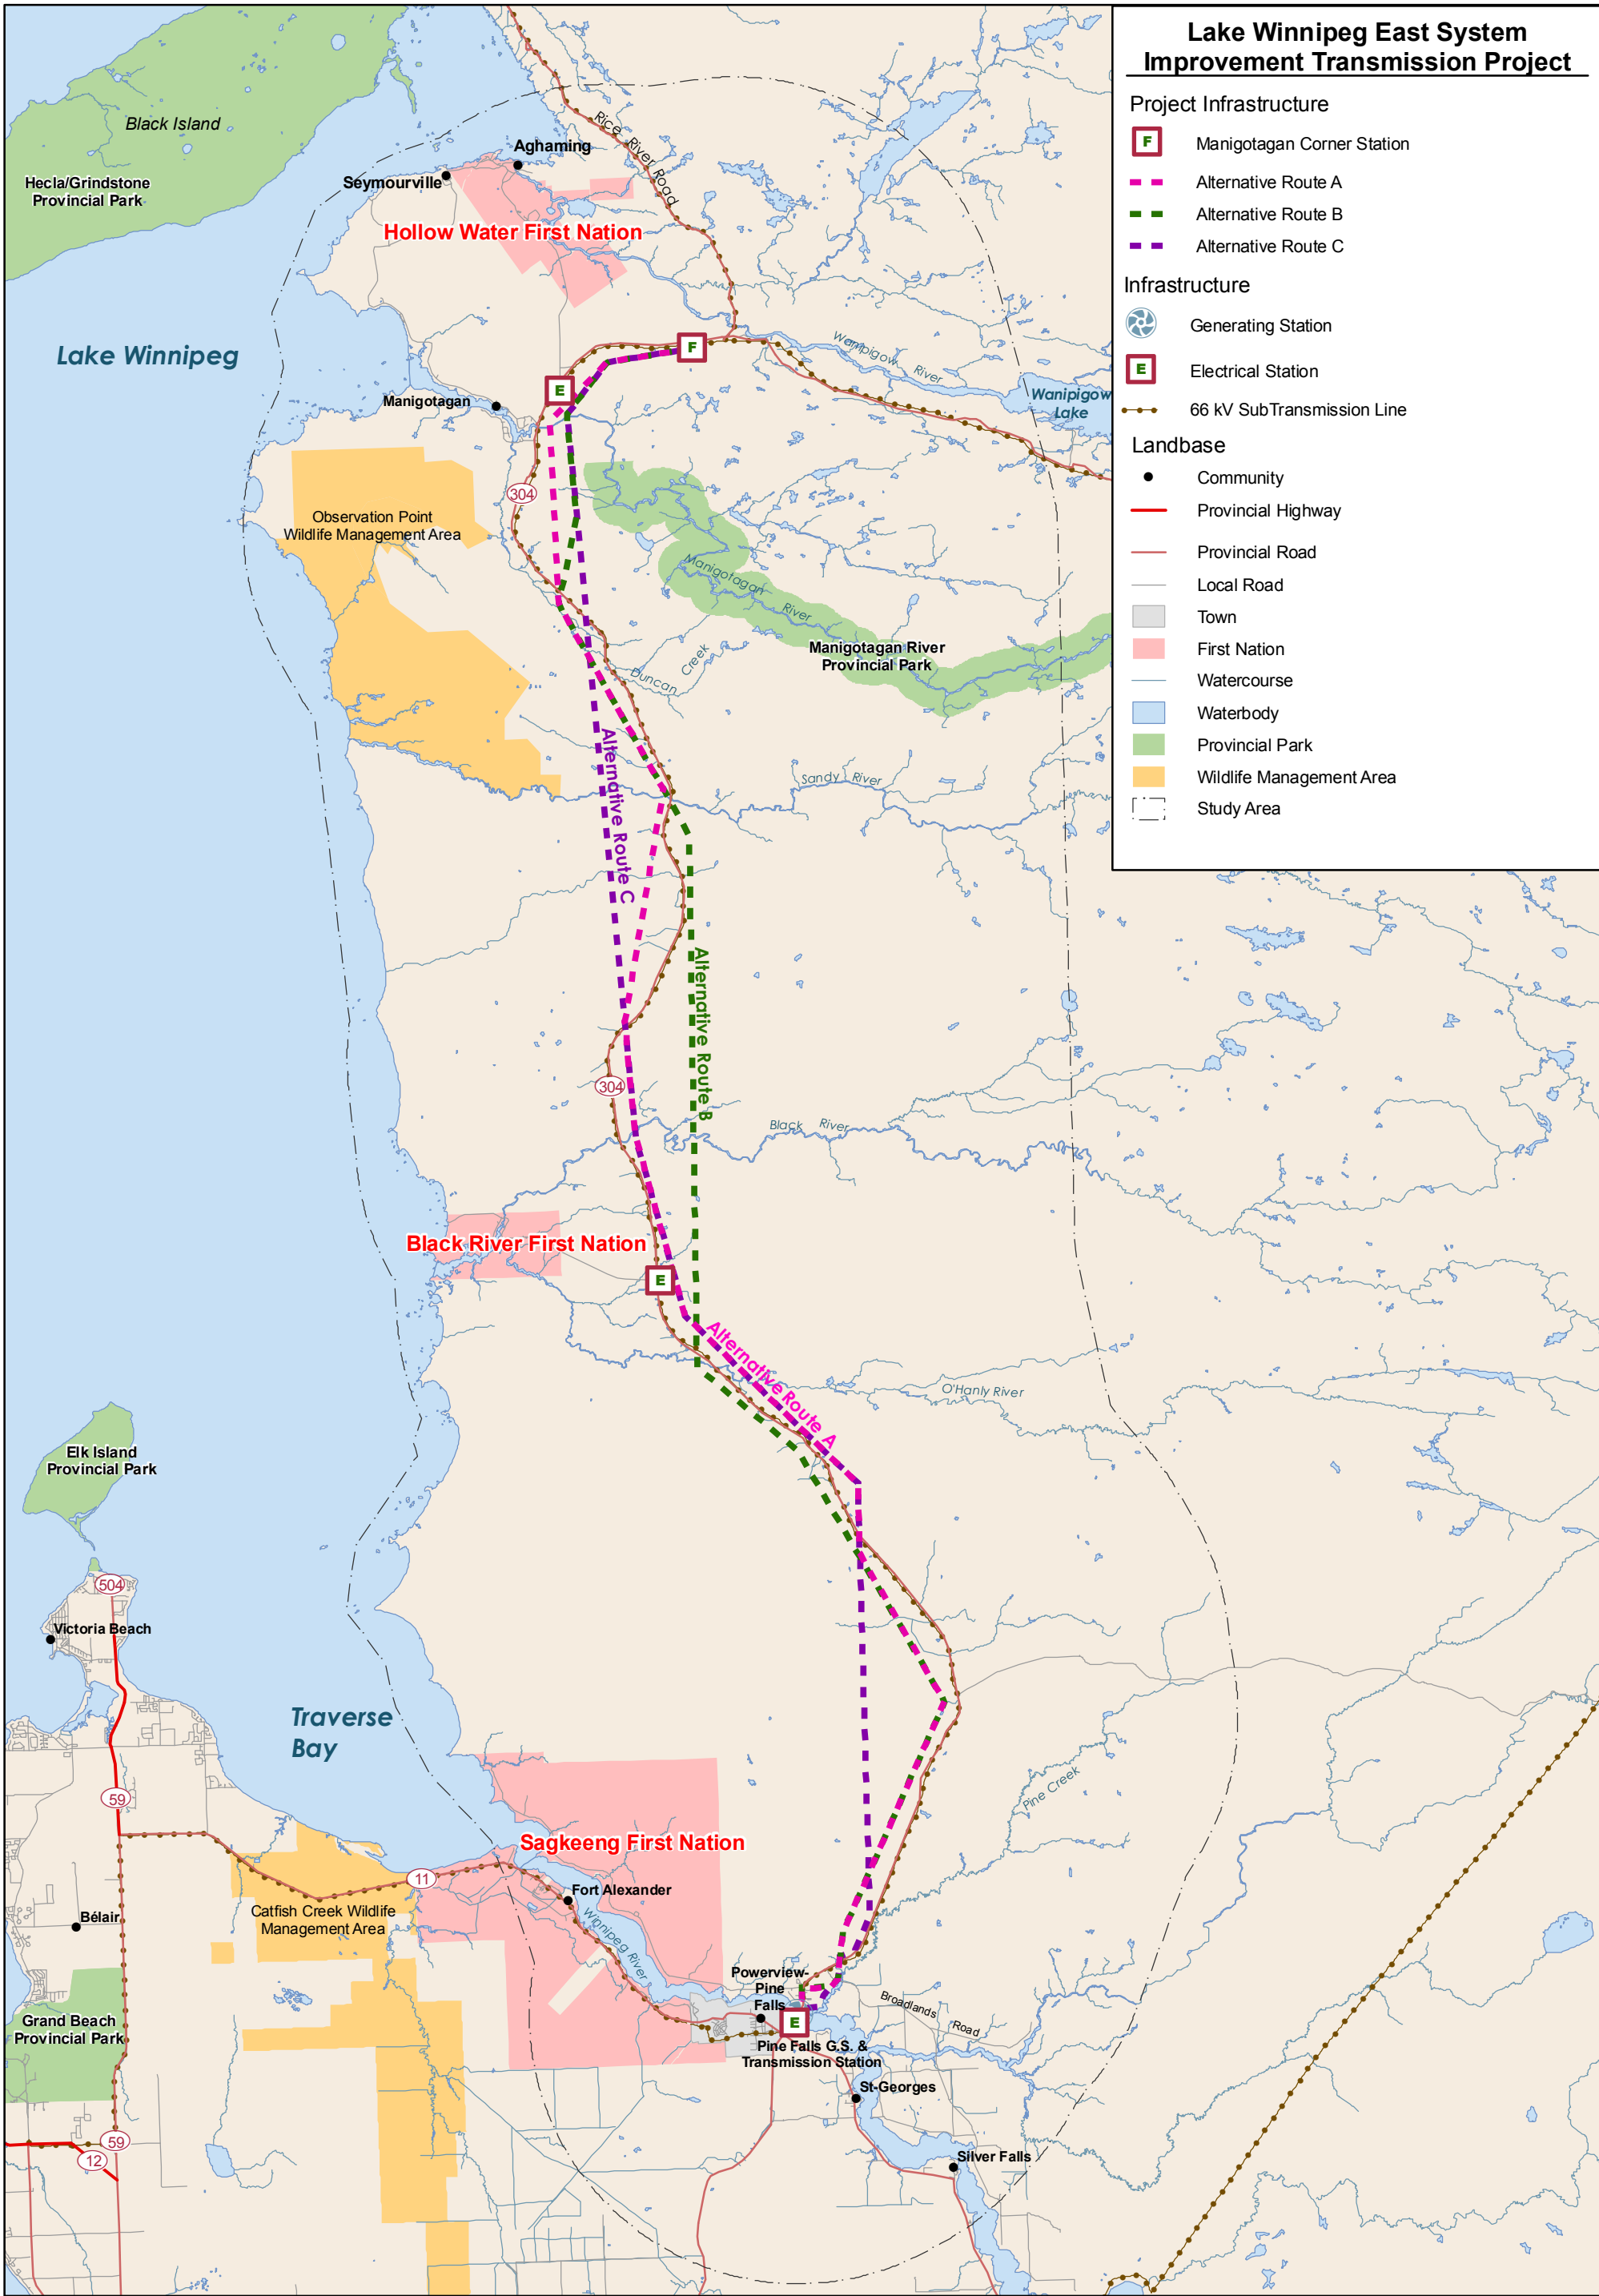 Lake Winnipeg East System
Improvement Transmission Project
Project Infrastructure
F
Manigotagan Corner Station
Alternative Route A
Alternative Route B
Alternative Route C
Infrastructure
Generating Station
E
Electrical Station
66 kV SubTransmission Line
Landbase
Community
Provincial Highway
Provincial Road
Local Road
Town
First Nation
Watercourse
Waterbody
Provincial Park
Wildlife Management Area
Study Area
Black Island
Hecla/Grindstone
Provincial Park
Aghaming
Seymourville
Rice River Road
Hollow Water First Nation
Lake Winnipeg
F
E
Wanipigow
River
Wanipigow
Lake
Manigotagan
304
Observation Point
Wildlife Management Area
Manigotagan
River
Manigotagan River
Provincial Park
Duncan
Creek
Alternative Route C
Sandy River
Alternative Route B
304
Black River
Black River First Nation
E
Alternative Route A
O'Hanly River
Elk Island
Provincial Park
504
Victoria Beach
Traverse
Bay
59
Pine Creek
Sagkeeng First Nation
11
Fort Alexander
Catfish Creek Wildlife
Management Area
Bélair
Winnipeg River
Powerview-
Pine
Falls
E
Broadlands
Road
Grand Beach
Provincial Park
Pine Falls G.S. &
Transmission Station
St-Georges
59
12
Silver Falls